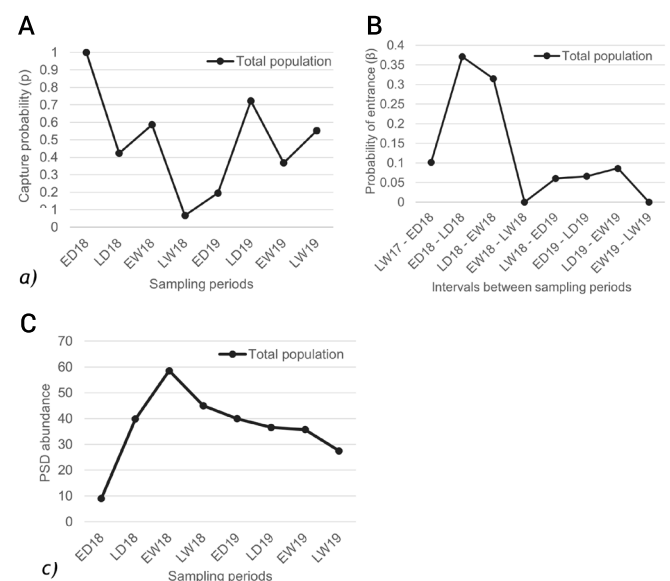 A
Total population
Capture probability (p)
1
0.9
0.8
0.7
0.6
0.5
0.4
0.3
0.2
0.1
0
ED18
LD18
EW18
LW18
ED19
LD19
EW19
LW19
Sampling periods
a)
B
Total population
Probability of entrance (β)
0.4
0.35
0.3
0.25
0.2
0.15
0.1
0.05
0
LW17 - ED18
ED18 - LD18
LD18 - EW18
EW18 - LW18
LW18 - ED19
ED19 - LD19
LD19 - EW19
EW19 - LW19
Intervals between sampling periods
C
Total population
PSD abundance
70
60
50
40
30
20
10
0
ED18
LD18
EW18
LW18
ED19
LD19
EW19
LW19
Sampling periods
c)